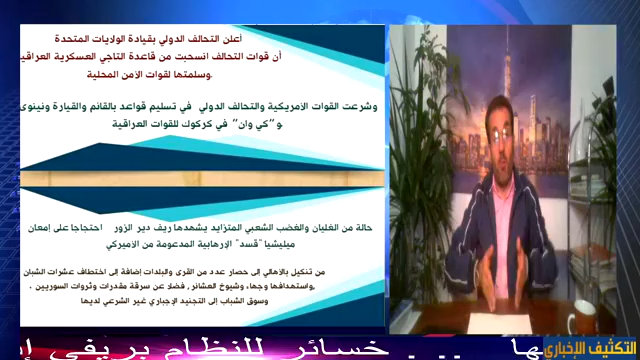 أعلن التحالف الدولي بقيادة الولايات المتحدة
أن قوات التحالف انسحبت من قاعدة التاجي العسكرية العراقية
وسلمتها لقوات الأمن المحلية.
وشرعت القوات الأمريكية والتحالف الدولي في تسليم قواعد بالقائم والقيارة ونينوى
و"كي وان" في كركوك للقوات العراقية.
حالة من الغليان والغضب الشعبي المتزايد يشهدها ريف دير الزور احتجاجا على إمعان
ميليشيا "قسد" الإرهابية المدعومة من الأميركي
من تنكيل بالأهالي إلى حصار عدد من القرى والبلدات إضافة إلى اختطاف عشرات الشبان
واستهدافها وجهاء وشيوخ العشائر , فضلا عن سرقة مقدرات وثروات السوريين ,
وسوق الشباب إلى التجنيد الإجباري غير الشرعي لديها
التكثيف الإخباري
ها .. . خسائر للنظام بريفي إ